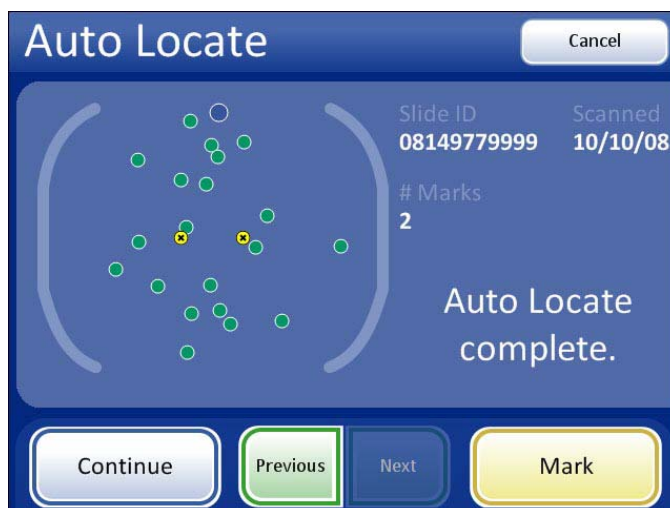 Auto Locate
Cancel
Slide ID
Scanned
08149779999
10/10/08
# Marks
2
Auto Locate
complete.
Continue
Previous
Next
Mark